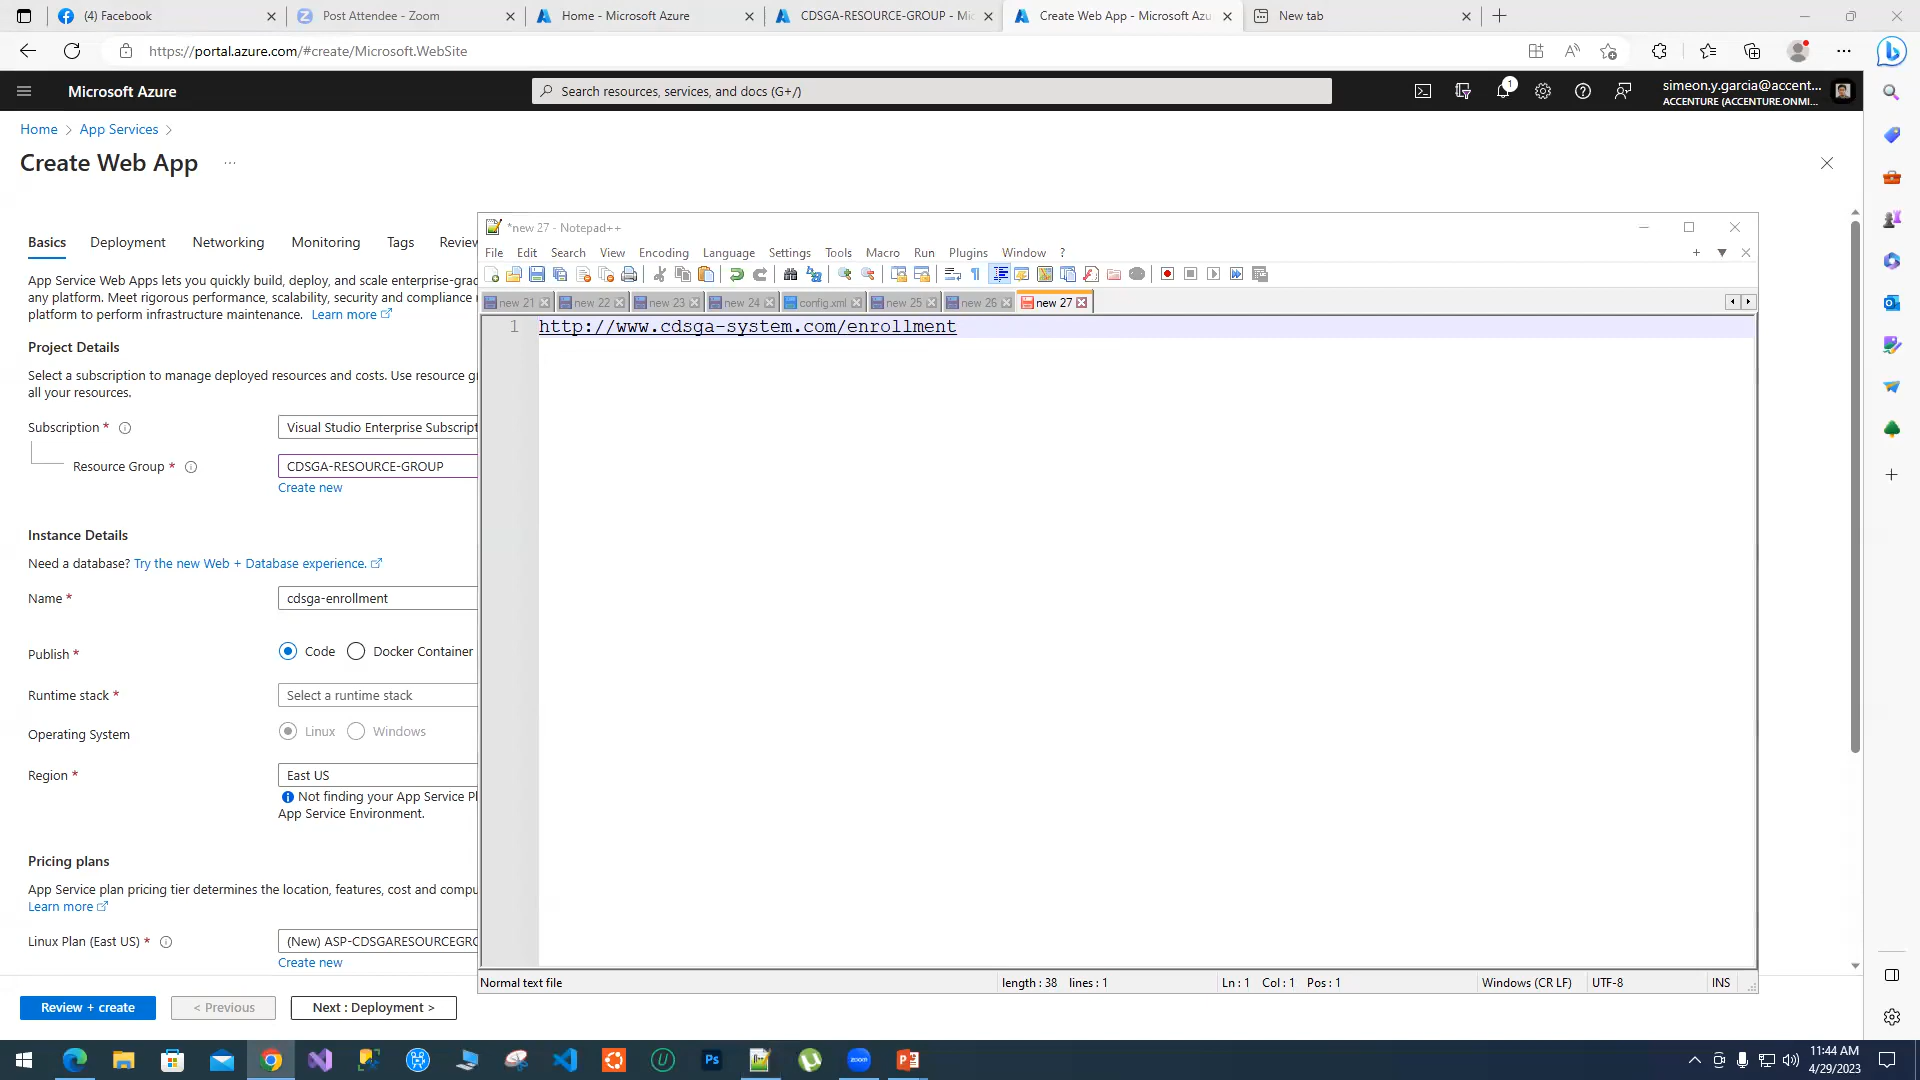 (4) Facebook
Post Attendee - Zoom
Home - Microsoft Azure
CDSGA-RESOURCE-GROUP - Mic
Create Web App - Microsoft Azu
New tab
https://portal.azure.com/#create/Microsoft.WebSite
Microsoft Azure
Search resources, services, and docs (G+/)
1
simeon.y.garcia@accent...
ACCENTURE (ACCENTURE.ONMI...
Home > App Services >
Create Web App
Basics Deployment Networking Monitoring Tags Review
App Service Web Apps lets you quickly build, deploy, and scale enterprise-grad
any platform. Meet rigorous performance, scalability, security and compliance
platform to perform infrastructure maintenance. Learn more
Project Details
Select a subscription to manage deployed resources and costs. Use resource gr
all your resources.
Subscription *
Visual Studio Enterprise Subscript
Resource Group *
CDSGA-RESOURCE-GROUP
Create new
Instance Details
Need a database? Try the new Web + Database experience.
Name *
cdsga-enrollment
Publish *
Code
Docker Container
Runtime stack *
Select a runtime stack
Operating System
Linux
Windows
Region *
East US
Not finding your App Service Pl
App Service Environment.
Pricing plans
App Service plan pricing tier determines the location, features, cost and compu
Learn more
Linux Plan (East US) *
(New) ASP-CDSGARESOURCEGRO
Create new
Review + create
< Previous
Next : Deployment >
*new 27 - Notepad++
File Edit Search View Encoding Language Settings Tools Macro Run Plugins Window ?
new 21 new 22 new 23 new 24 config.xml new 25 new 26 new 27
1 http://www.cdsga-system.com/enrollment
Normal text file
length : 38 lines : 1
Ln : 1 Col : 1 Pos : 1
Windows (CR LF)
UTF-8
INS
Ps
zoom
11:44 AM
4/29/2023